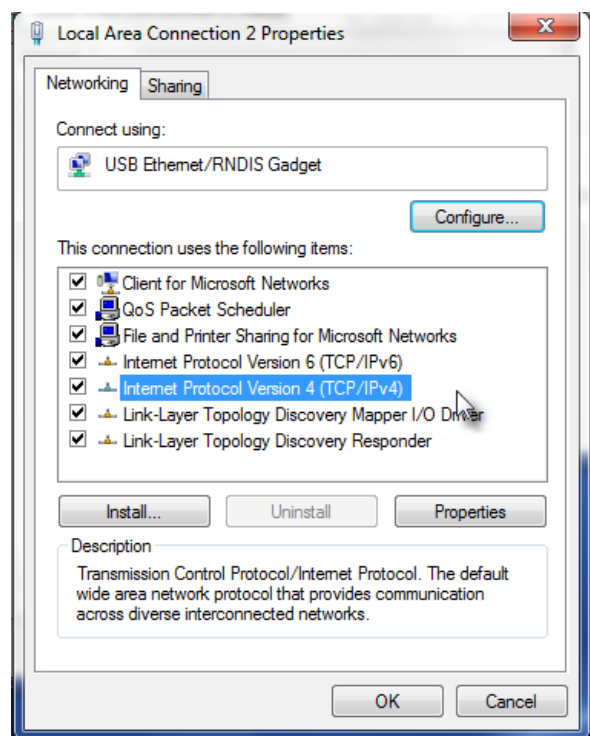 Local Area Connection 2 Properties
Networking
Sharing
Connect using:
USB Ethernet/RNDIS Gadget
Configure...
This connection uses the following items:
Client for Microsoft Networks
QoS Packet Scheduler
File and Printer Sharing for Microsoft Networks
Internet Protocol Version 6 (TCP/IPv6)
Internet Protocol Version 4 (TCP/IPv4)
Link-Layer Topology Discovery Mapper I/O Driver
Link-Layer Topology Discovery Responder
Install...
Uninstall
Properties
Description
Transmission Control Protocol/Internet Protocol. The default
wide area network protocol that provides communication
across diverse interconnected networks.
OK
Cancel